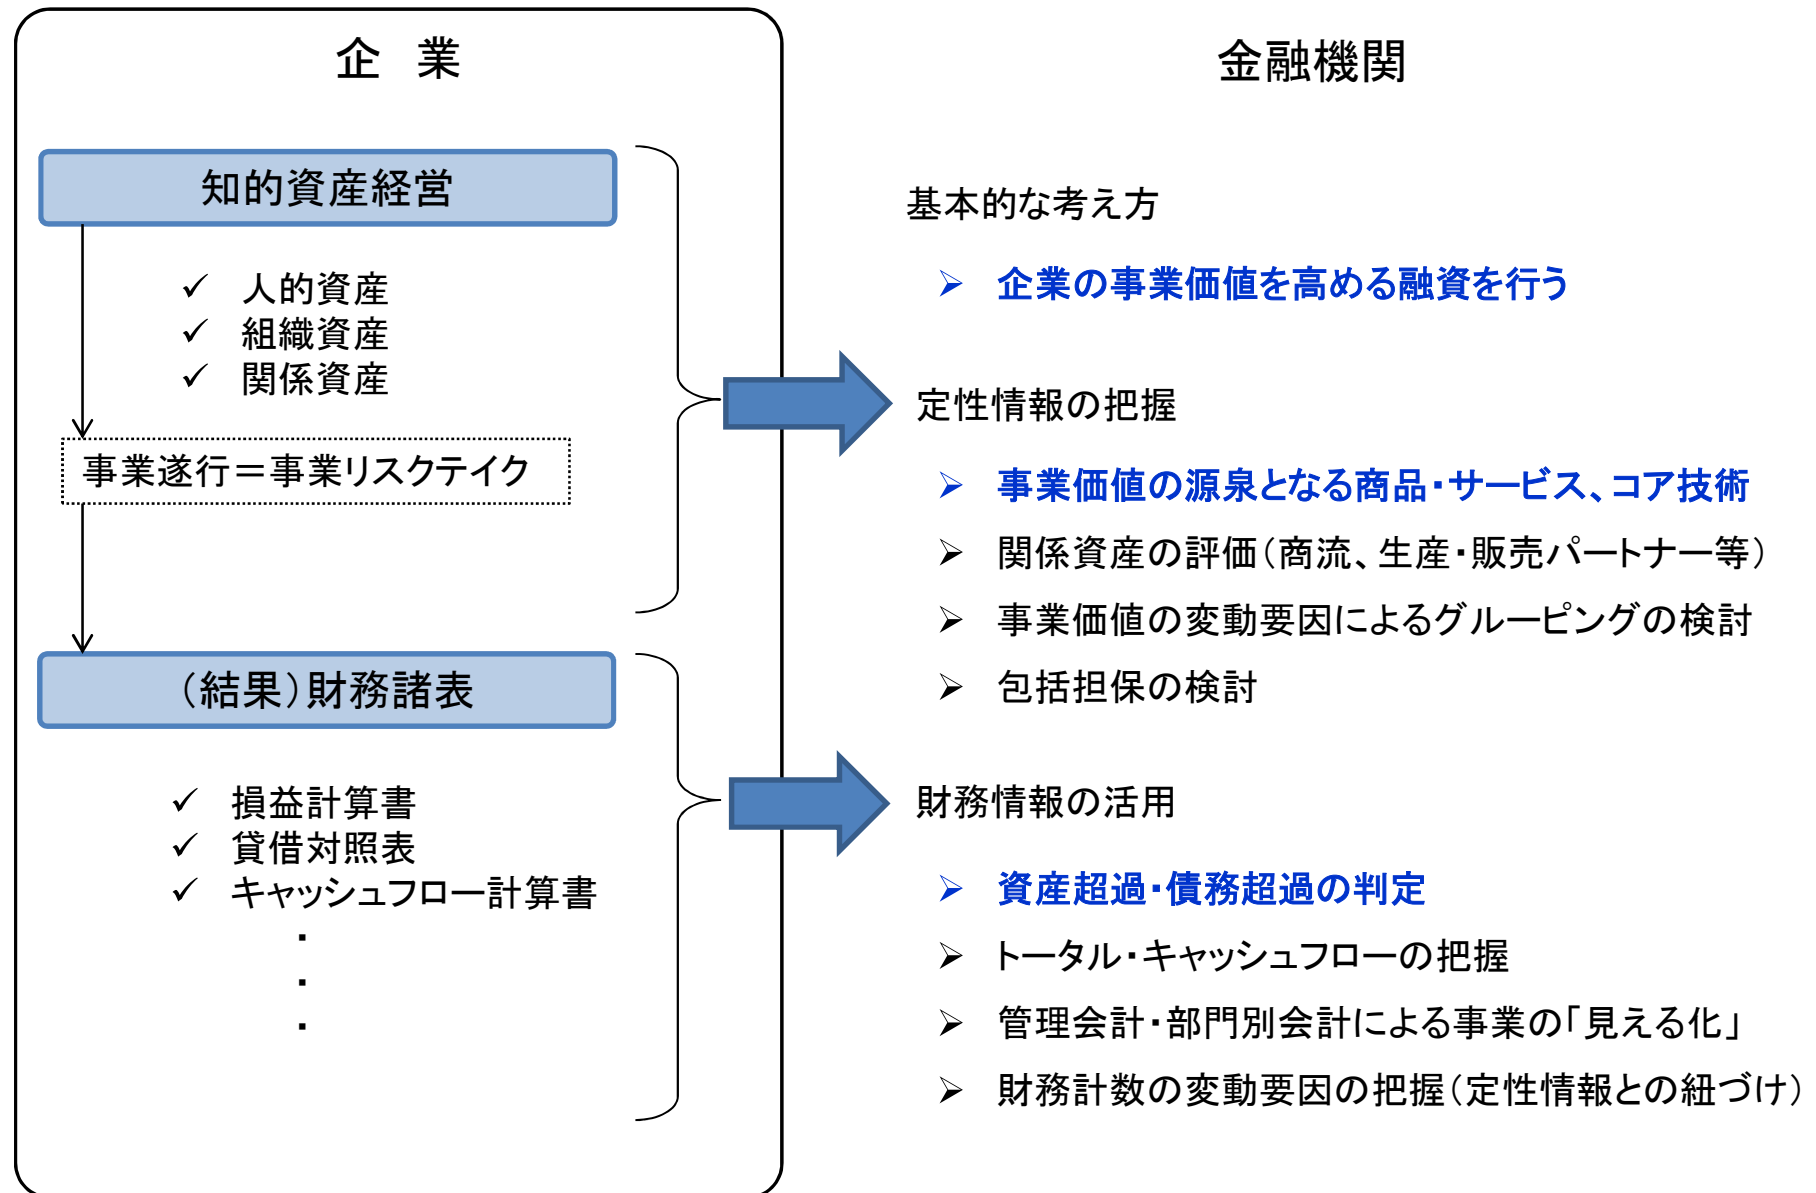 企　業
知的資産経営
✓ 人的資産
✓ 組織資産
✓ 関係資産
事業遂行＝事業リスクテイク
（結果）財務諸表
✓ 損益計算書
✓ 貸借対照表
✓ キャッシュフロー計算書
・
・
・
金融機関
基本的な考え方
➢ 企業の事業価値を高める融資を行う
定性情報の把握
➢ 事業価値の源泉となる商品・サービス、コア技術
➢ 関係資産の評価（商流、生産・販売パートナー等）
➢ 事業価値の変動要因によるグルーピングの検討
➢ 包括担保の検討
財務情報の活用
➢ 資産超過・債務超過の判定
➢ トータル・キャッシュフローの把握
➢ 管理会計・部門別会計による事業の「見える化」
➢ 財務計数の変動要因の把握（定性情報との紐づけ）